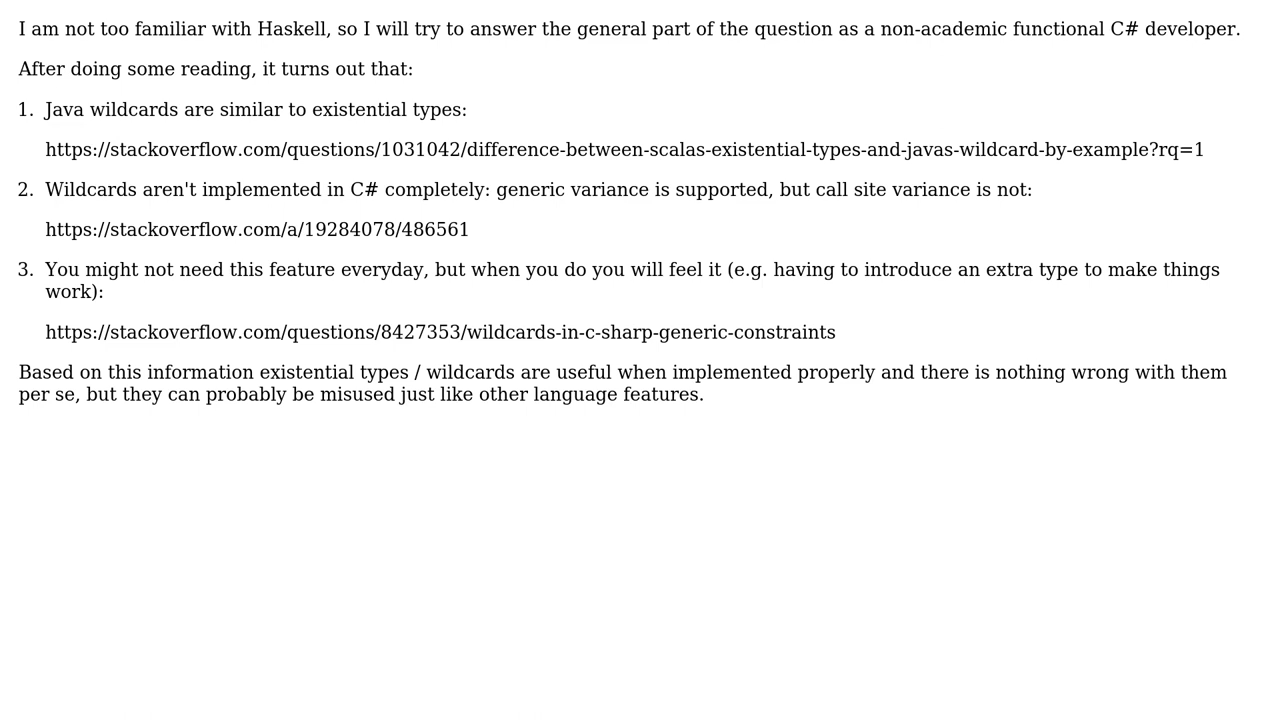 I am not too familiar with Haskell, so I will try to answer the general part of the question as a non-academic functional C# developer.
After doing some reading, it turns out that:
1. Java wildcards are similar to existential types:
https://stackoverflow.com/questions/1031042/difference-between-scalas-existential-types-and-javas-wildcard-by-example?rq=1
2. Wildcards aren't implemented in C# completely: generic variance is supported, but call site variance is not:
https://stackoverflow.com/a/19284078/486561
3. You might not need this feature everyday, but when you do you will feel it (e.g. having to introduce an extra type to make things
work):
https://stackoverflow.com/questions/8427353/wildcards-in-c-sharp-generic-constraints
Based on this information existential types / wildcards are useful when implemented properly and there is nothing wrong with them
per se, but they can probably be misused just like other language features.